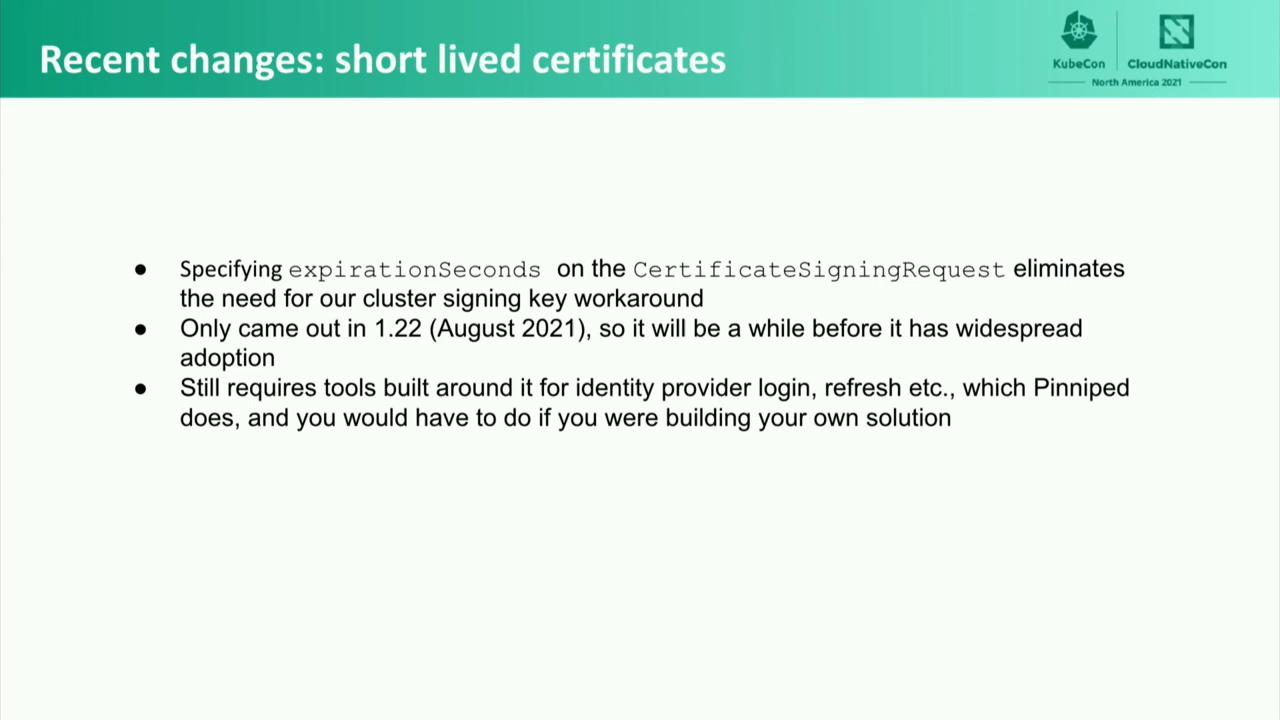 Recent changes: short lived certificates
KubeCon
CloudNativeCon
North America 2021
● Specifying expirationSeconds on the CertificateSigningRequest eliminates
the need for our cluster signing key workaround
● Only came out in 1.22 (August 2021), so it will be a while before it has widespread
adoption
● Still requires tools built around it for identity provider login, refresh etc., which Pinniped
does, and you would have to do if you were building your own solution